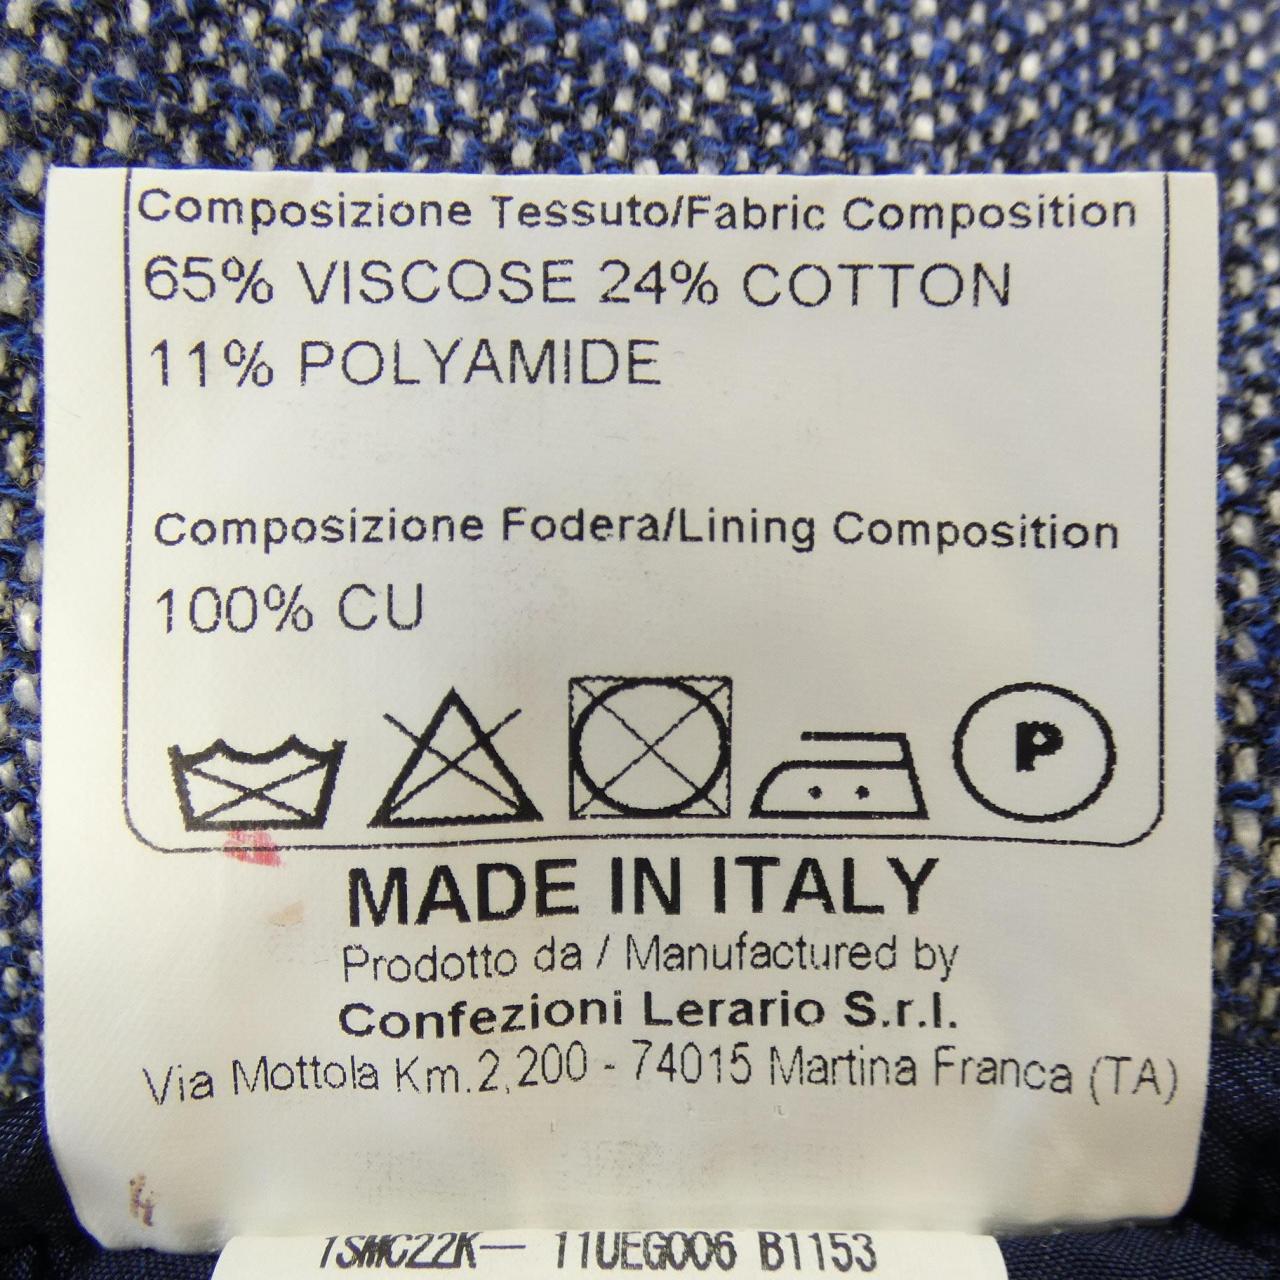 Composizione Tessuto/Fabric Composition
65% VISCOSE 24% COTTON
11% POLYAMIDE
Composizione Fodera/Lining Composition
100% CU
P
MADE IN ITALY
Prodotto da / Manufactured by
Confezioni Lerario S.r.l.
Via Mottola Km.2,200 - 74015 Martina Franca (TA)
1SMC22K— 11UEG006 B1153